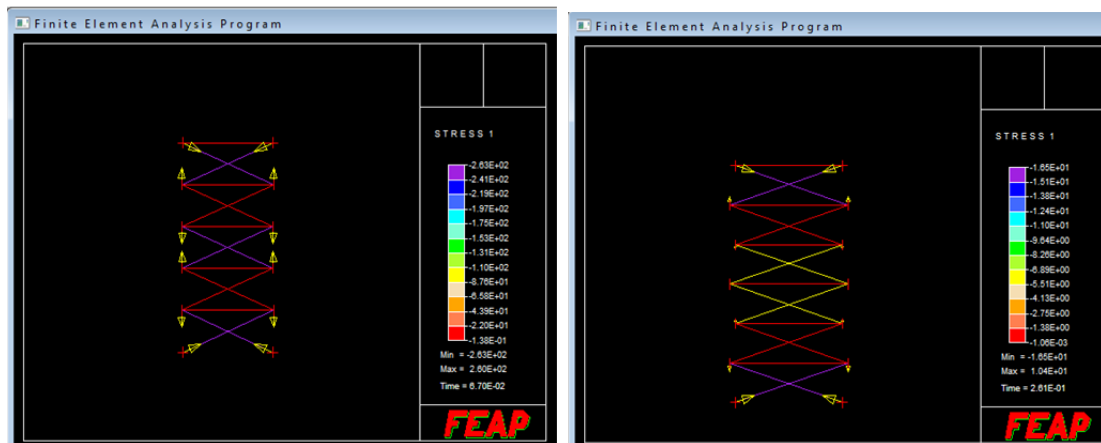 Finite Element Analysis Program
STRESS 1
-2.63E+02
-2.41E+02
-2.19E+02
-1.97E+02
-1.75E+02
-1.53E+02
-1.31E+02
-1.10E+02
-8.76E+01
-6.58E+01
-4.39E+01
-2.20E+01
-1.38E-01
Min = -2.63E+02
Max = 2.60E+02
Time = 6.70E-02
FEAP
Finite Element Analysis Program
STRESS 1
-1.65E+01
-1.51E+01
-1.38E+01
-1.24E+01
-1.10E+01
-9.64E+00
-8.26E+00
-6.89E+00
-5.51E+00
-4.13E+00
-2.75E+00
-1.38E+00
-1.06E-03
Min = -1.65E+01
Max = 1.04E+01
Time = 2.61E-01
FEAP